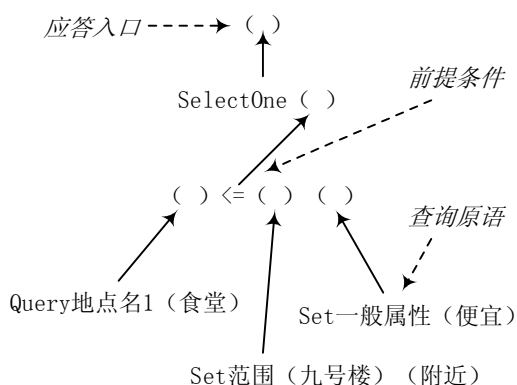 应答入口 ( )
前提条件
SelectOne ( )
( ) <= ( ) ( )
查询原语
Query地点名1（食堂）
Set一般属性（便宜）
Set范围（九号楼）（附近）